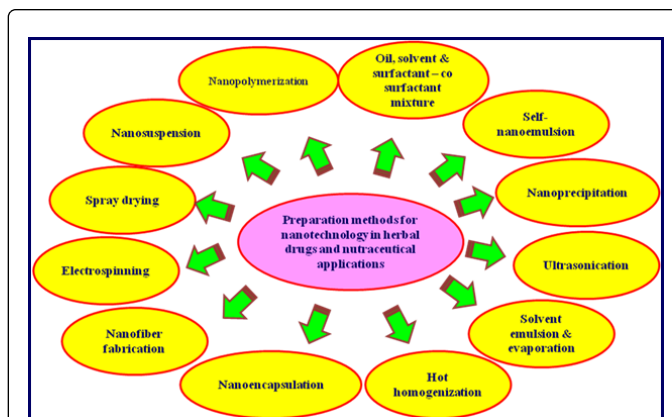 Oil, solvent &
surfactant – co
surfactant
mixture
Nanopolymerization
Self-
nanoemulsion
Nanosuspension
Nanoprecipitation
Spray drying
Preparation methods for
nanotechnology in herbal
drugs and nutraceutical
applications
Ultrasonication
Electrospinning
Solvent
emulsion &
evaporation
Nanofiber
fabrication
Hot
homogenization
Nanoencapsulation